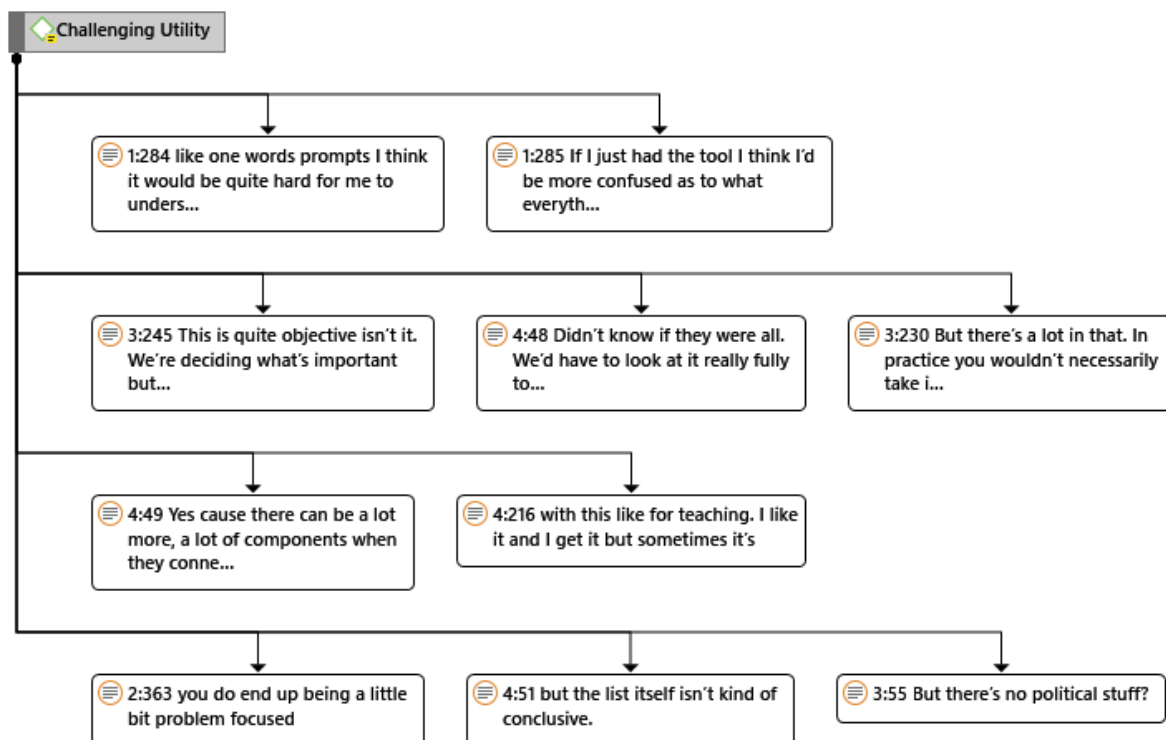 Challenging Utility
1:284 like one words prompts I think
it would be quite hard for me to
unders...
1:285 If I just had the tool I think I'd
be more confused as to what
everyth...
3:245 This is quite objective isn't it.
We're deciding what's important
but...
4:48 Didn't know if they were all.
We'd have to look at it really fully
to...
3:230 But there's a lot in that. In
practice you wouldn't necessarily
take i...
4:49 Yes cause there can be a lot
more, a lot of components when
they conne...
4:216 with this like for teaching. I like
it and I get it but sometimes it's
2:363 you do end up being a little
bit problem focused
4:51 but the list itself isn't kind of
conclusive.
3:55 But there's no political stuff?